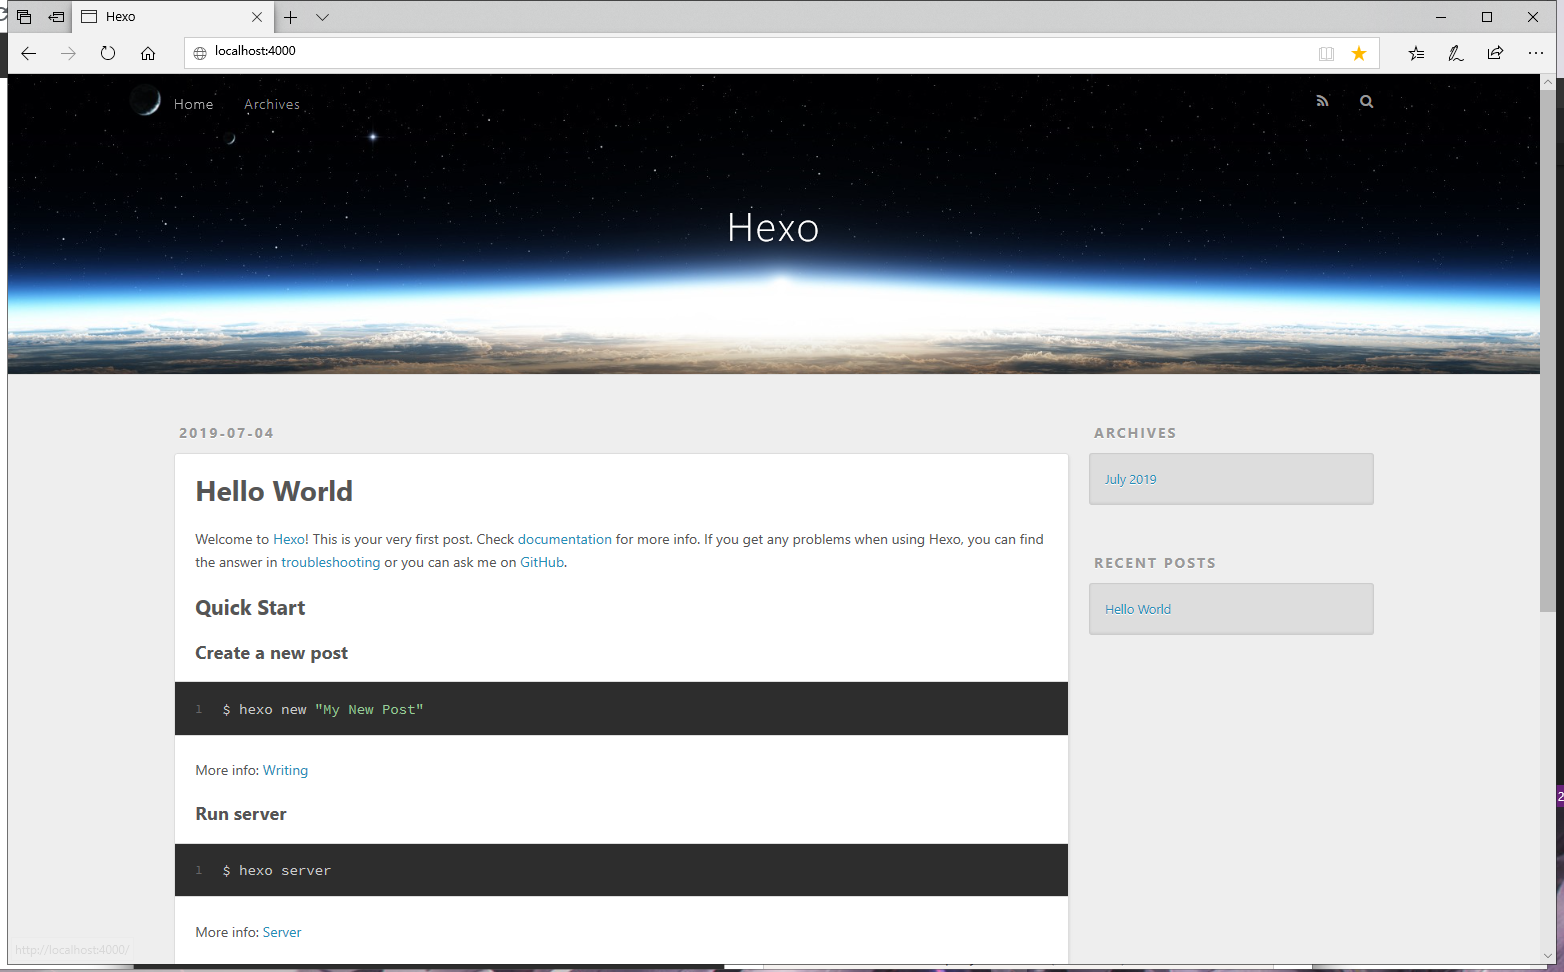 Hexo
localhost:4000
Home Archives
Hexo
2019-07-04
Hello World
Welcome to Hexo! This is your very first post. Check documentation for more info. If you get any problems when using Hexo, you can find
the answer in troubleshooting or you can ask me on GitHub.
Quick Start
Create a new post
1 $ hexo new "My New Post"
More info: Writing
Run server
1 $ hexo server
More info: Server
ARCHIVES
July 2019
RECENT POSTS
Hello World
http://localhost:4000/
2